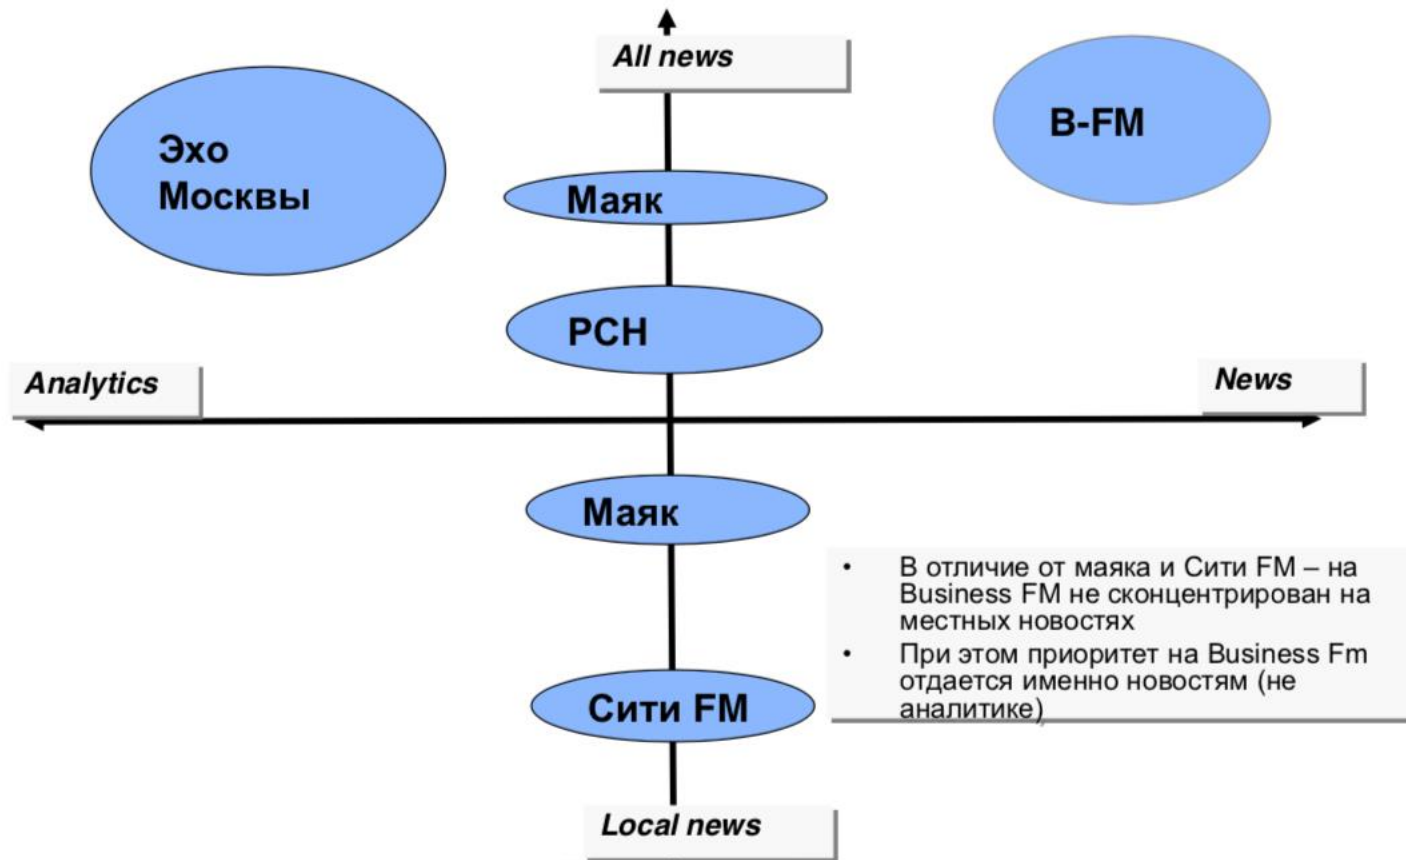 All news
B-FM
Эхо
Москвы
Маяк
РСН
Analytics
News
Маяк
• В отличие от маяка и Сити FM – на
Business FM не сконцентрирован на
местных новостях
• При этом приоритет на Business Fm
отдается именно новостям (не
аналитике)
Сити FM
Local news